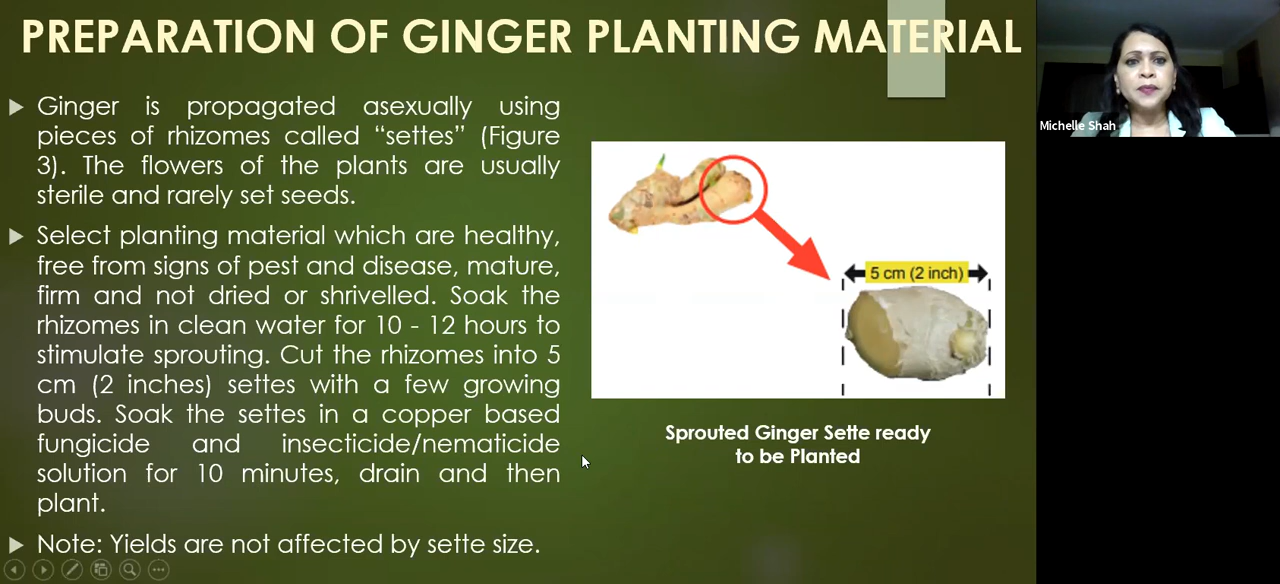 PREPARATION OF GINGER PLANTING MATERIAL
Ginger is propagated asexually using
pieces of rhizomes called “settes” (Figure
3). The flowers of the plants are usually
sterile and rarely set seeds.
Select planting material which are healthy,
free from signs of pest and disease, mature,
firm and not dried or shrivelled. Soak the
rhizomes in clean water for 10 - 12 hours to
stimulate sprouting. Cut the rhizomes into 5
cm (2 inches) settes with a few growing
buds. Soak the settes in a copper based
fungicide and insecticide/nematicide
solution for 10 minutes, drain and then
plant.
Note: Yields are not affected by sette size.
5 cm (2 inch)
Sprouted Ginger Sette ready
to be Planted
Michelle Shah